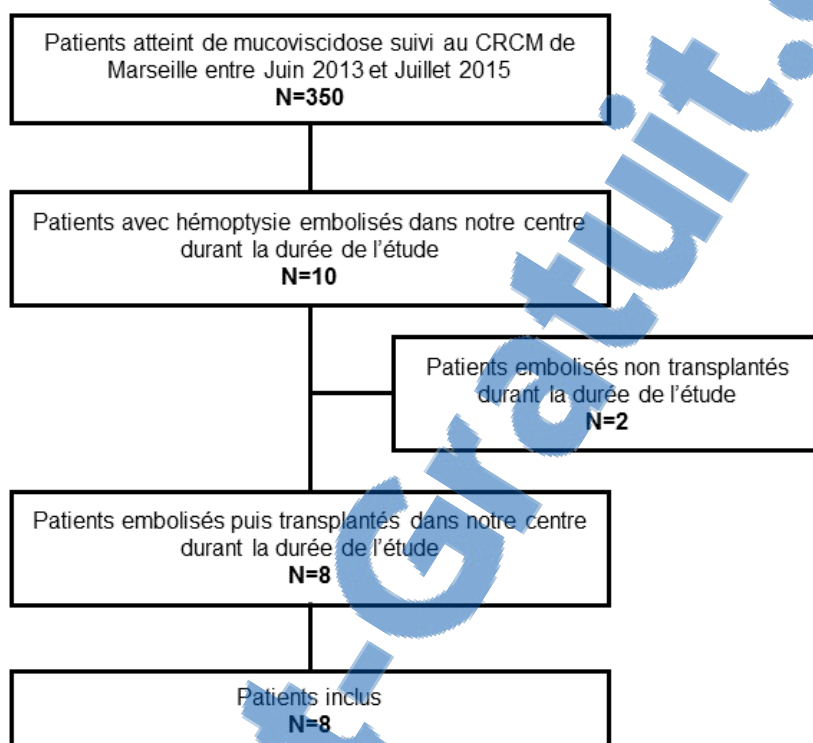 Patients atteint de mucoviscidose suivi au CRCM de
Marseille entre Juin 2013 et Juillet 2015
N=350
Patients avec hémoptysie embolisés dans notre centre
durant la durée de l'étude
N=10
Patients embolisés non transplantés
durant la durée de l'étude
N=2
Patients embolisés puis transplantés dans notre centre
durant la durée de l'étude
N=8
Patients inclus
N=8
t-Gratuit.